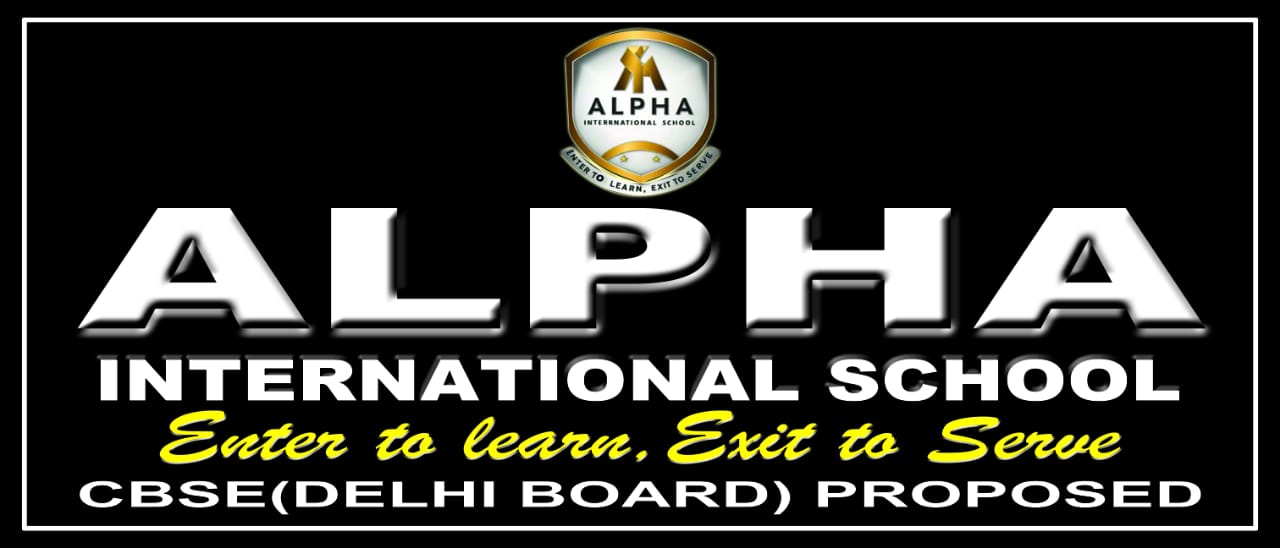 ALPHA
INTERRNATIONAL SCHOOL
ENTER TO LEARN, EXIT TO SERVE
ALPHA
INTERNATIONAL SCHOOL
Enter to learn, Exit to Serve
CBSE(DELHI BOARD) PROPOSED